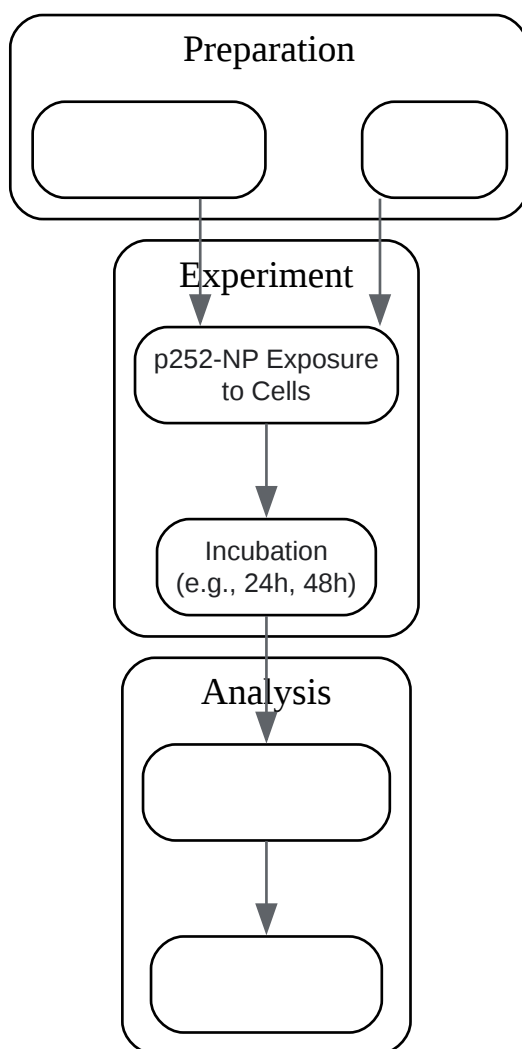 Preparation
Experiment
p252-NP Exposure
to Cells
Incubation
(e.g., 24h, 48h)
Analysis